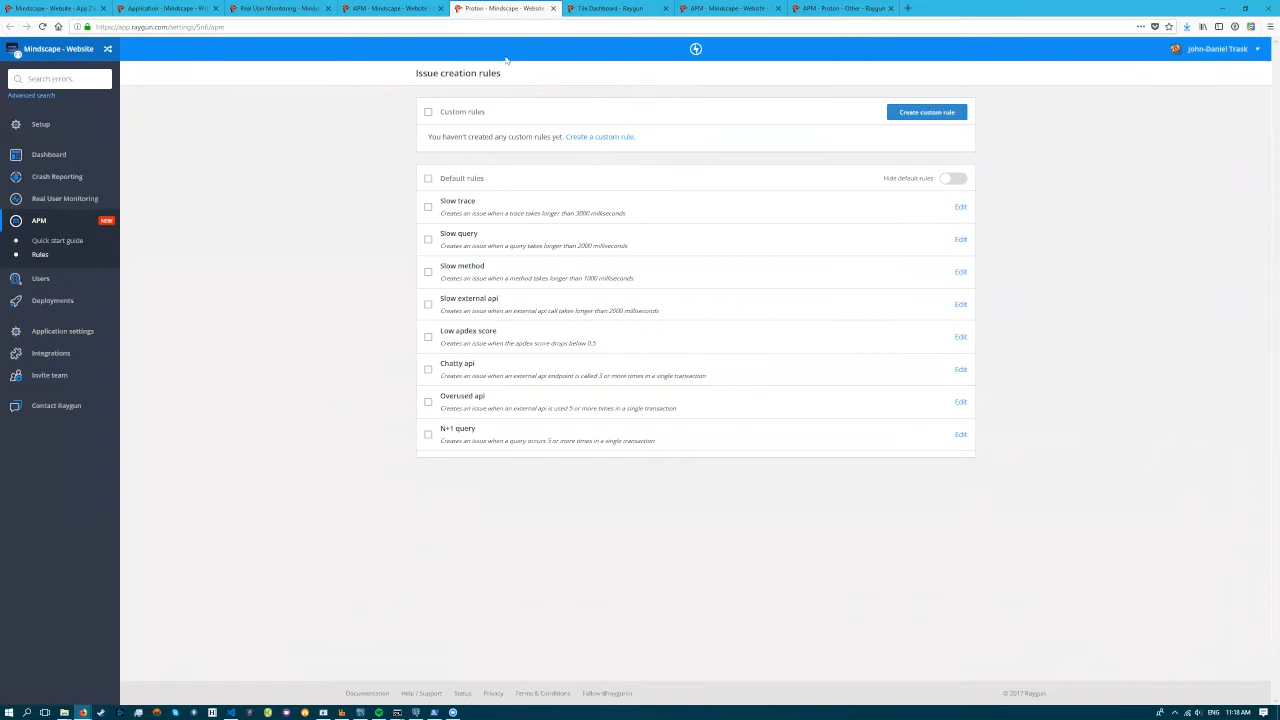 Mindscape - Website - App D
Application - Mindscape - We
Real User Monitoring - Minds
APM - Mindscape - Website -
Proton - Mindscape - Website
Tile Dashboard - Raygun
APM - Mindscape - Website -
APM - Proton - Other - Raygun
https://app.raygun.com/settings/5n6/apm
Mindscape - Website
John-Daniel Trask
Search errors.
Advanced search
Setup
Dashboard
Crash Reporting
Real User Monitoring
APM
NEW
Quick start guide
Rules
Users
Deployments
Application settings
Integrations
Invite team
Contact Raygun
Issue creation rules
Custom rules
Create custom rule
You haven't created any custom rules yet. Create a custom rule.
Default rules
Hide default rules
Slow trace
Creates an issue when a trace takes longer than 3000 milliseconds
Edit
Slow query
Creates an issue when a query takes longer than 2000 milliseconds
Edit
Slow method
Creates an issue when a method takes longer than 1000 milliseconds
Edit
Slow external api
Creates an issue when an external api call takes longer than 2000 milliseconds
Edit
Low apdex score
Creates an issue when the apdex score drops below 0.5
Edit
Chatty api
Creates an issue when an external api endpoint is called 3 or more times in a single transaction
Edit
Overused api
Creates an issue when an external api is used 5 or more times in a single transaction
Edit
N+1 query
Creates an issue when a query occurs 5 or more times in a single transaction
Edit
Documentation
Help / Support
Status
Privacy
Terms & Conditions
Follow @raygunio
© 2017 Raygun
ENG
11:18 AM